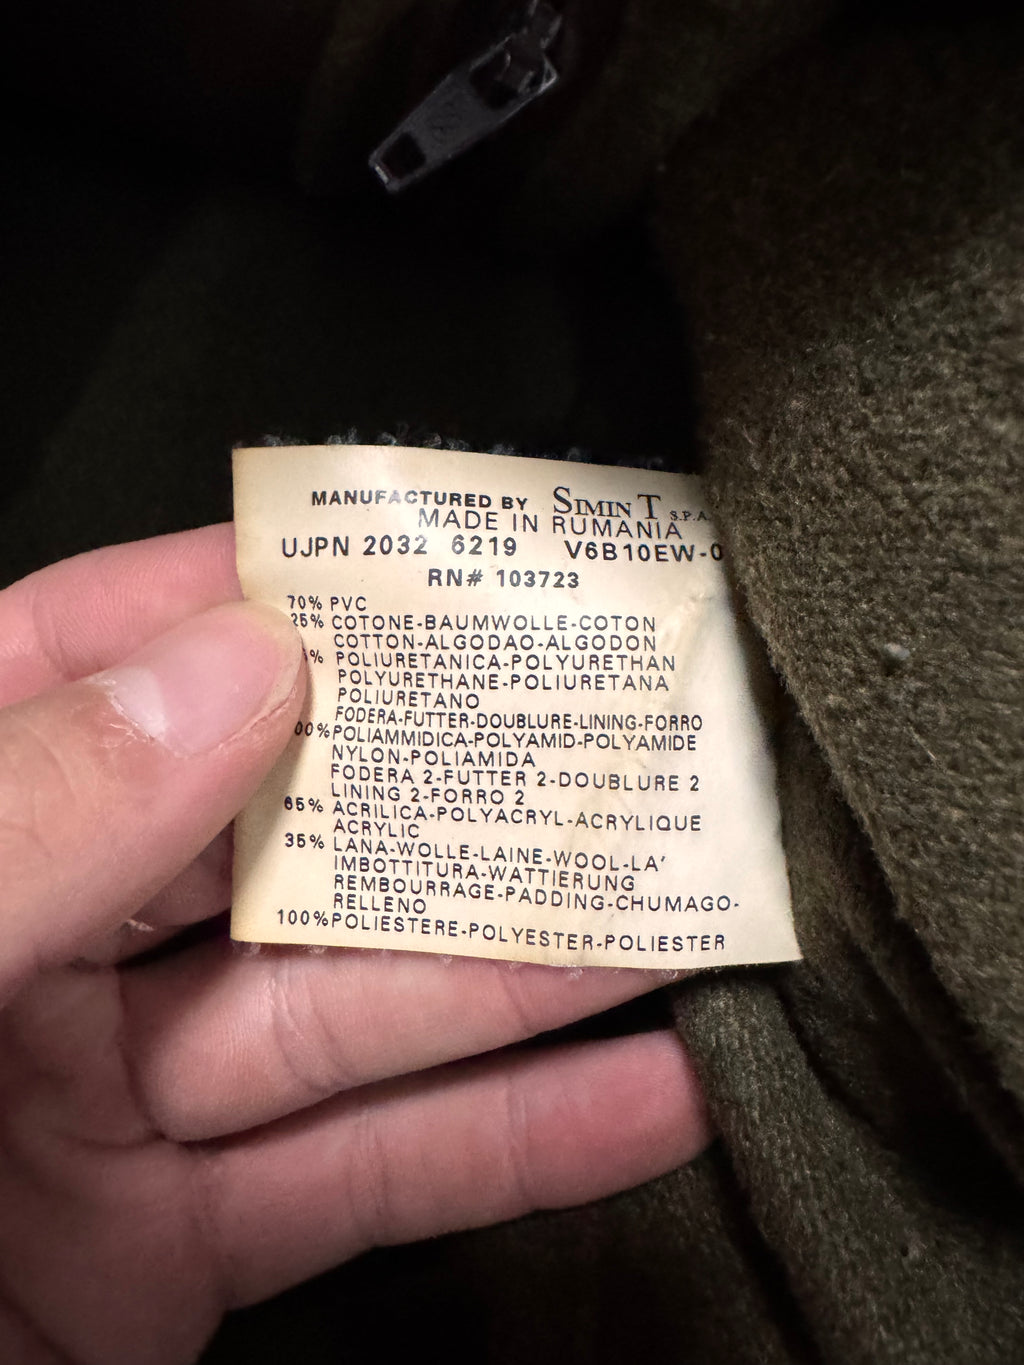 MANUFACTURED BY SIMIN T S.P.A.
MADE IN RUMANIA
UJPN 2032 6219 V6B10EW-0
RN# 103723
70% PVC
25% COTONE-BAUMWOLLE-COTON
COTTON-ALGODAO-ALGODON
% POLIURETANICA-POLYURETHAN
POLYURETHANE-POLIURETANA
POLIURETANO
FODERA-FUTTER-DOUBLURE-LINING-FORRO
00% POLIAMMIDICA-POLYAMID-POLYAMIDE
NYLON-POLIAMIDA
FODERA 2-FUTTER 2-DOUBLURE 2
LINING 2-FORRO 2
65% ACRILICA-POLYACRYL-ACRYLIQUE
ACRYLIC
35% LANA-WOLLE-LAINE-WOOL-LA'
IMBOTTITURA-WATTIERUNG
REMBOURRAGE-PADDING-CHUMAGO-
RELLENO
100% POLIESTERE-POLYESTER-POLIESTER